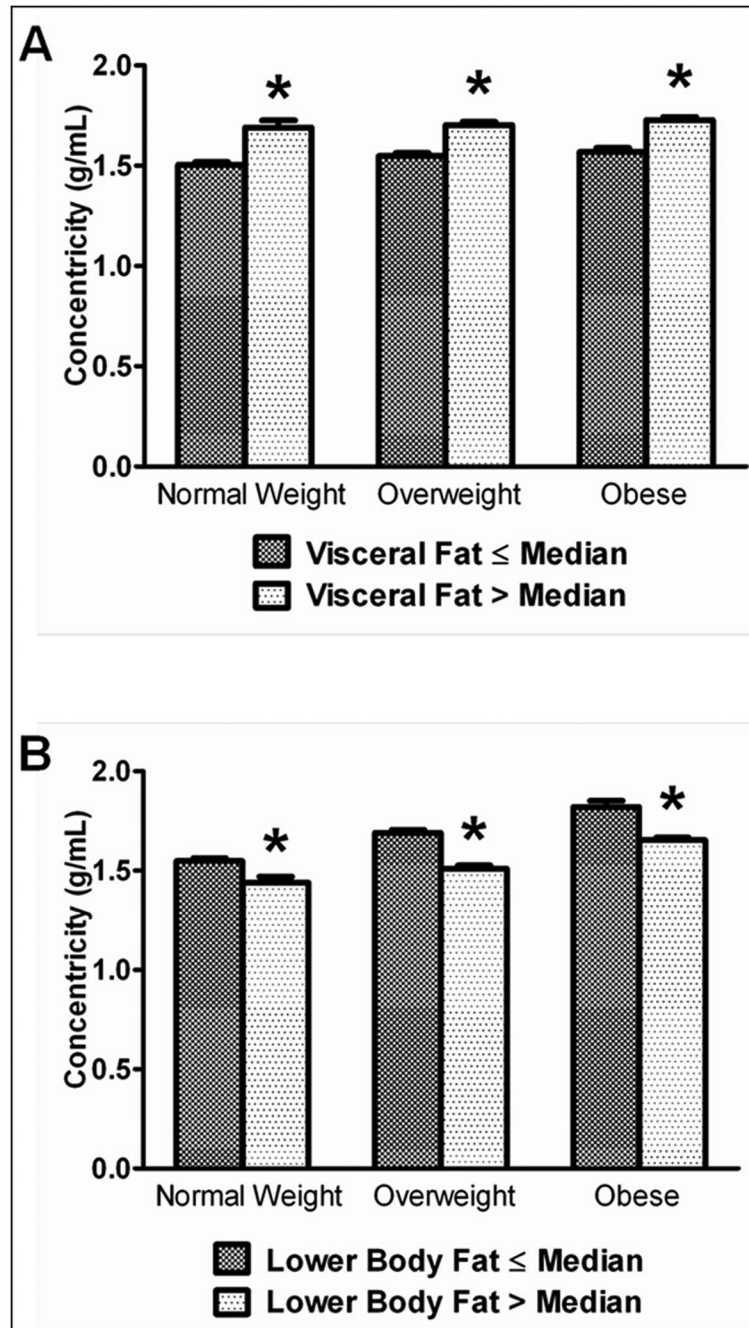 A
Concentricity (g/mL)
2.0
1.5
1.0
0.5
0.0
* * *
Normal Weight Overweight Obese
Visceral Fat ≤ Median
Visceral Fat > Median
B
Concentricity (g/mL)
2.0
1.5
1.0
0.5
0.0
* * *
Normal Weight Overweight Obese
Lower Body Fat ≤ Median
Lower Body Fat > Median